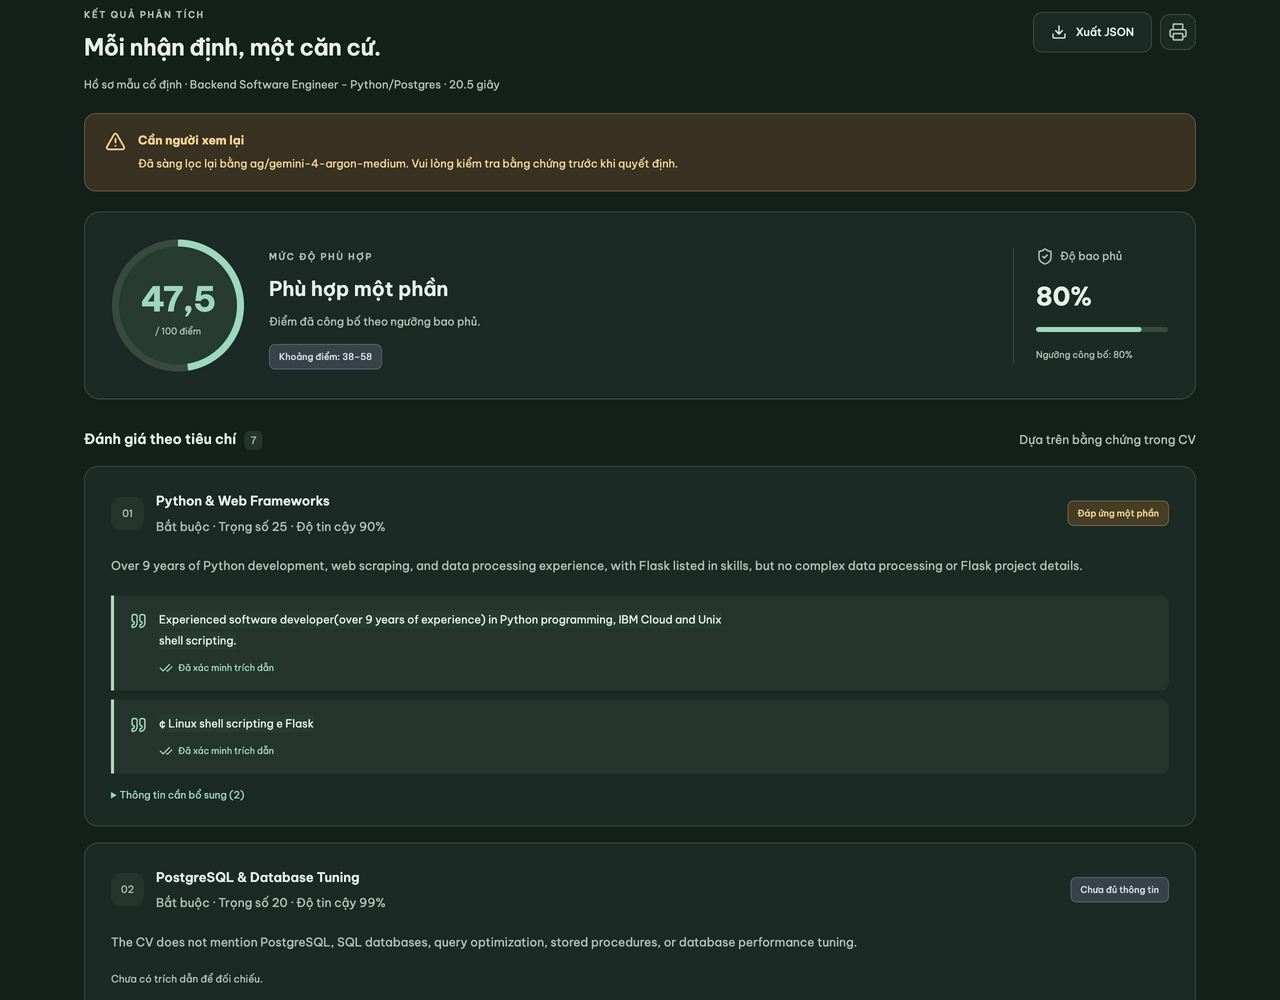 KẾT QUẢ PHÂN TÍCH
Mỗi nhận định, một căn cứ.
Hồ sơ mẫu cố định · Backend Software Engineer – Python/Postgres · 20.5 giây
Xuất JSON
Cần người xem lại
Đã sàng lọc lại bằng ag/gemini-4-argon-medium. Vui lòng kiểm tra bằng chứng trước khi quyết định.
47,5
/ 100 điểm
MỨC ĐỘ PHÙ HỢP
Phù hợp một phần
Điểm đã công bố theo ngưỡng bao phủ.
Khoảng điểm: 38–58
Độ bao phủ
80%
Ngưỡng công bố: 80%
Đánh giá theo tiêu chí 7
Dựa trên bằng chứng trong CV
01
Python & Web Frameworks
Bắt buộc · Trọng số 25 · Độ tin cậy 90%
Đáp ứng một phần
Over 9 years of Python development, web scraping, and data processing experience, with Flask listed in skills, but no complex data processing or Flask project details.
Experienced software developer(over 9 years of experience) in Python programming, IBM Cloud and Unix
shell scripting.
Đã xác minh trích dẫn
¢ Linux shell scripting e Flask
Đã xác minh trích dẫn
Thông tin cần bổ sung (2)
02
PostgreSQL & Database Tuning
Bắt buộc · Trọng số 20 · Độ tin cậy 99%
Chưa đủ thông tin
The CV does not mention PostgreSQL, SQL databases, query optimization, stored procedures, or database performance tuning.
Chưa có trích dẫn để đối chiếu.